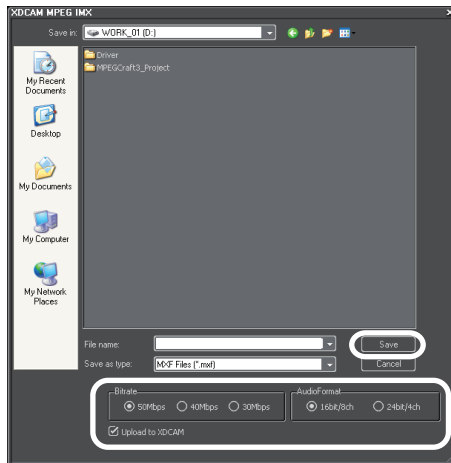 XDCAM MPEG IMX
Save in: WORK_01 (D:)
Driver
MPEGCraft3_Project
My Recent
Documents
Desktop
My Documents
My Computer
My Network
Places
File name:
Save
Save as type: MXF Files (*.mxf)
Cancel
Bitrate
50Mbps 40Mbps 30Mbps
AudioFormat
16bit/8ch 24bit/4ch
Upload to XDCAM